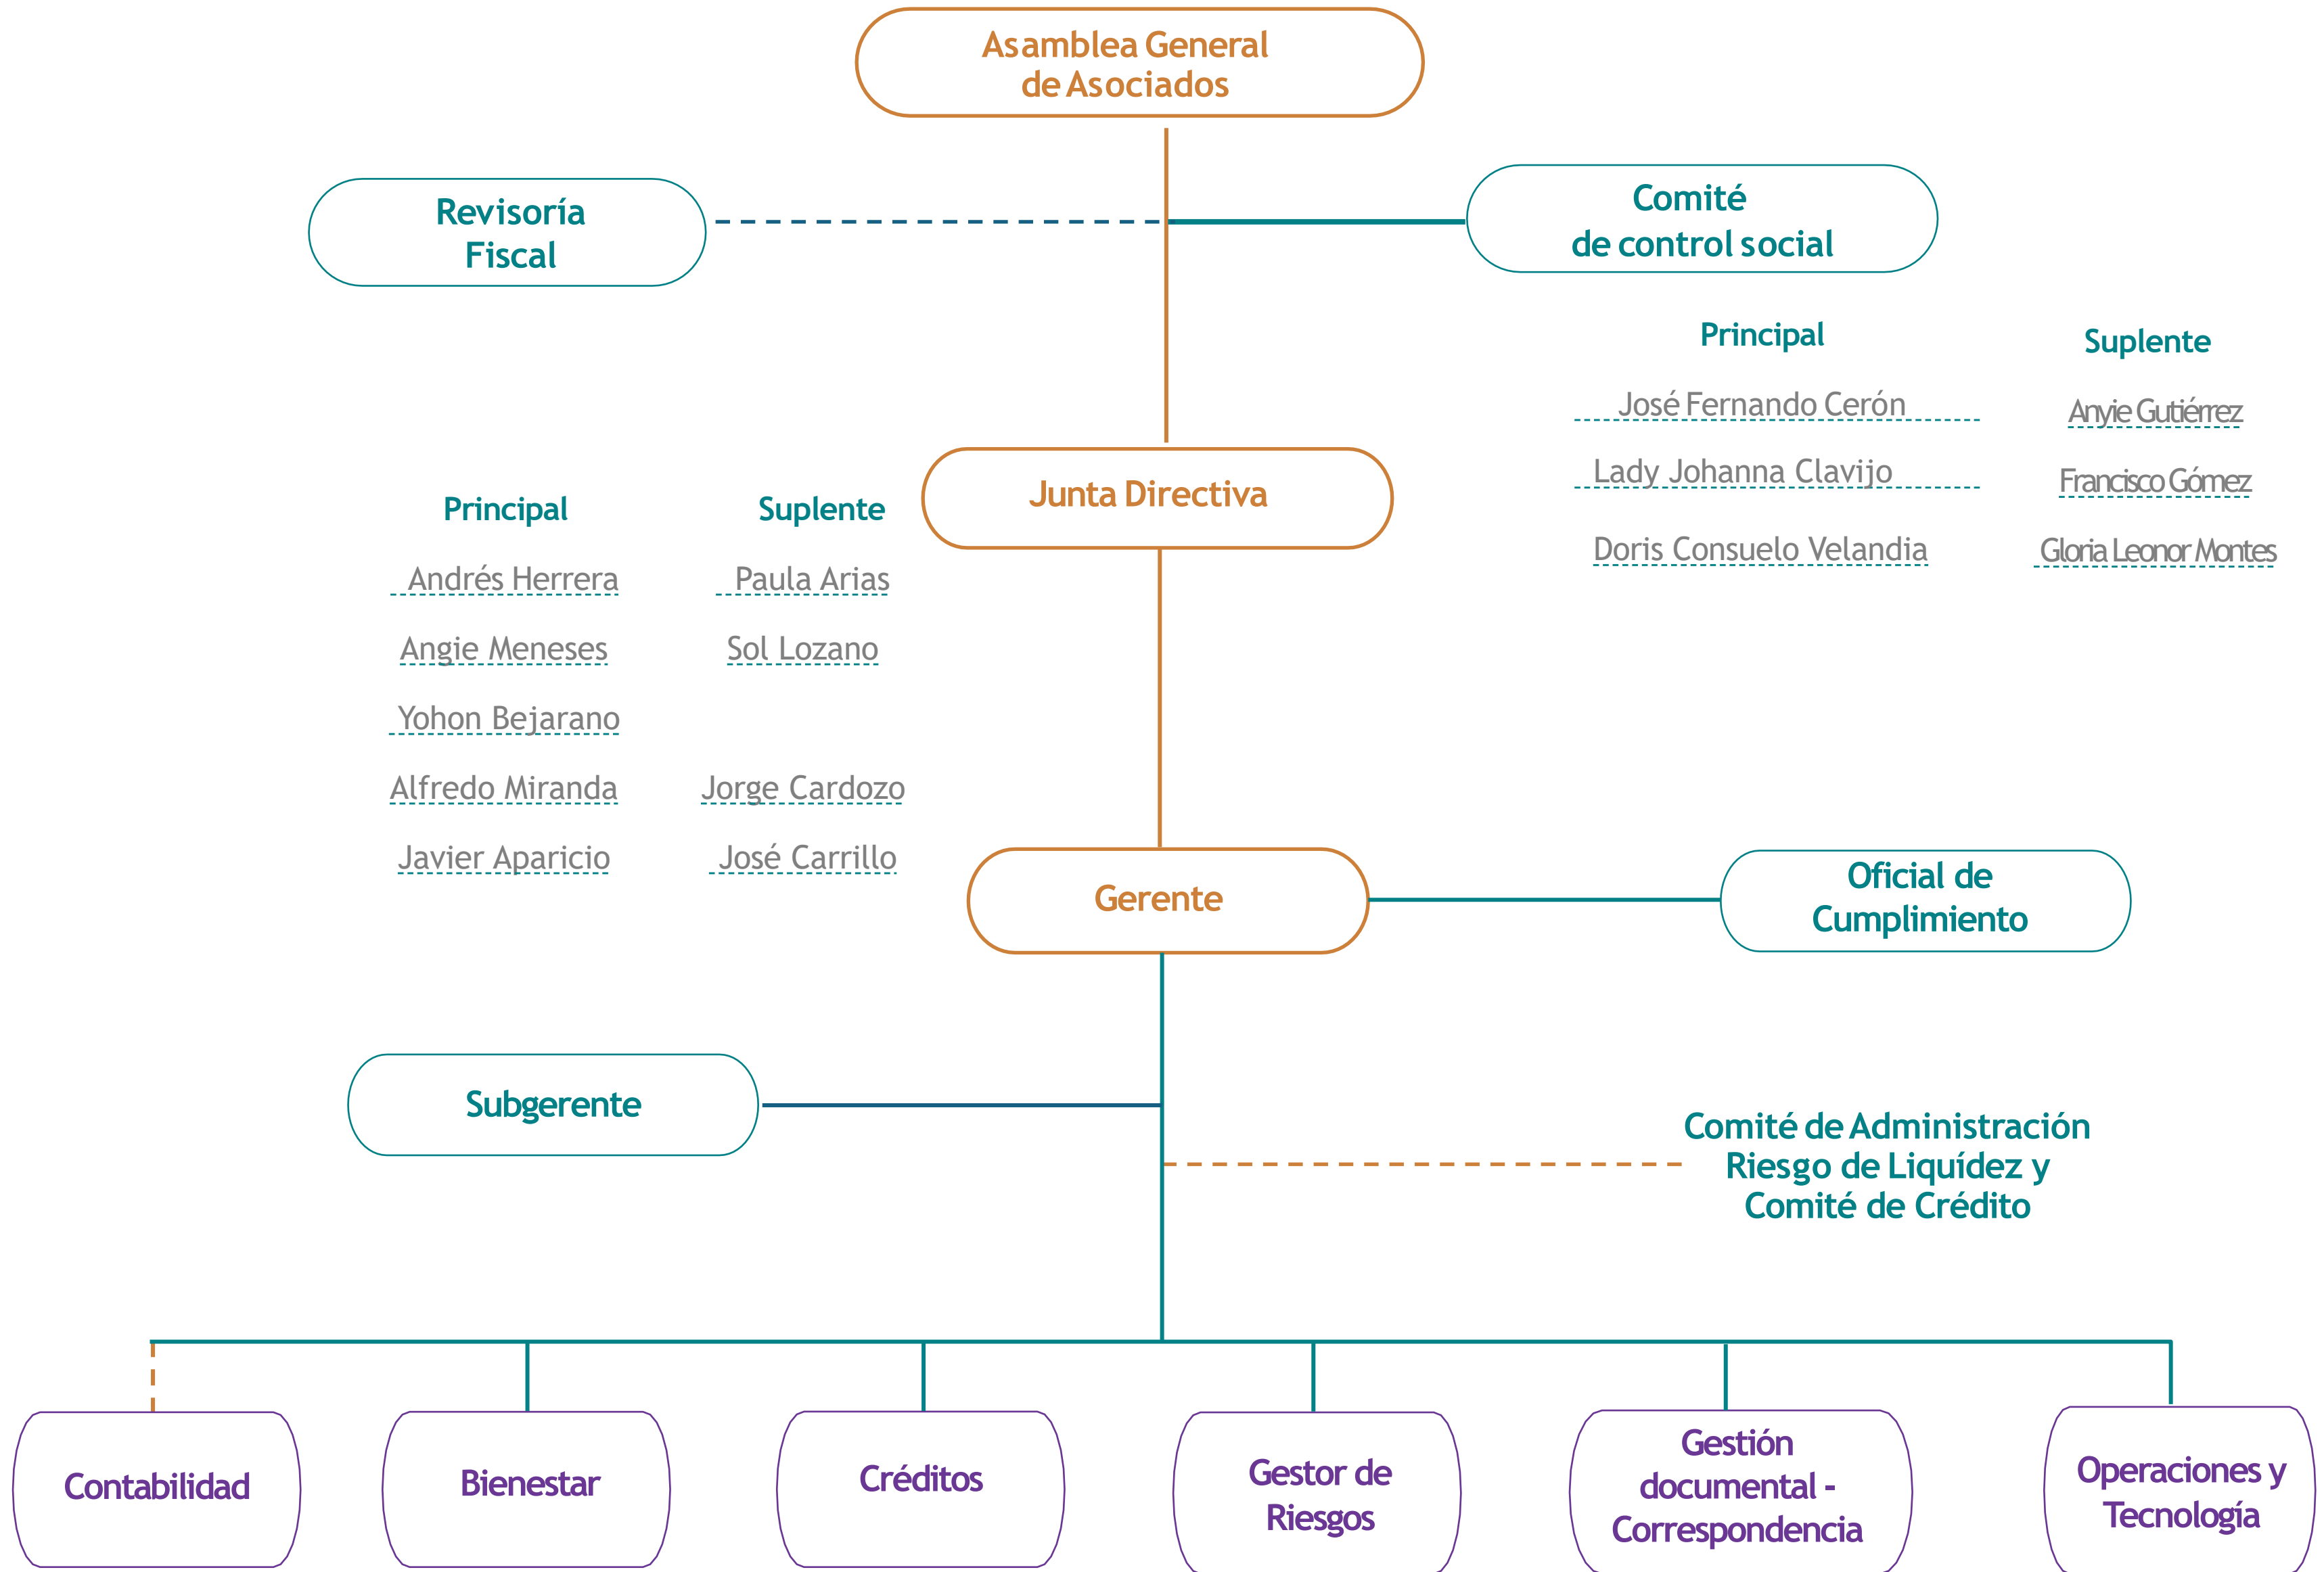 Asamblea General
de Asociados
Revisoría
Fiscal
Comité
de control social
Principal
Suplente
José Fernando Cerón
Anyie Gutiérrez
Lady Johanna Clavijo
Francisco Gómez
Doris Consuelo Velandia
Gloria Leonor Montes
Junta Directiva
Principal
Suplente
Andrés Herrera
Paula Arias
Angie Meneses
Sol Lozano
Yohon Bejarano
Alfredo Miranda
Jorge Cardozo
Javier Aparicio
José Carrillo
Gerente
Oficial de
Cumplimiento
Subgerente
Comité de Administración
Riesgo de Liquídez y
Comité de Crédito
Contabilidad
Bienestar
Créditos
Gestor de
Riesgos
Gestión
documental -
Correspondencia
Operaciones y
Tecnología